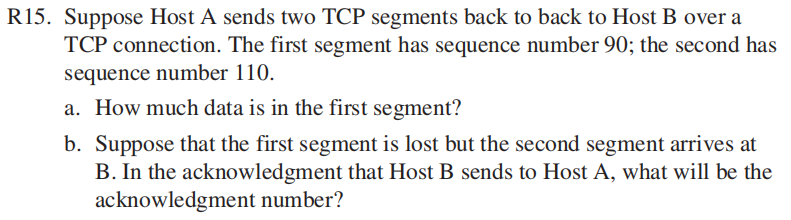 R15. Suppose Host A sends two TCP segments back to back to Host B over a
TCP connection. The first segment has sequence number 90; the second has
sequence number 110.
a. How much data is in the first segment?
b. Suppose that the first segment is lost but the second segment arrives at
B. In the acknowledgment that Host B sends to Host A, what will be the
acknowledgment number?